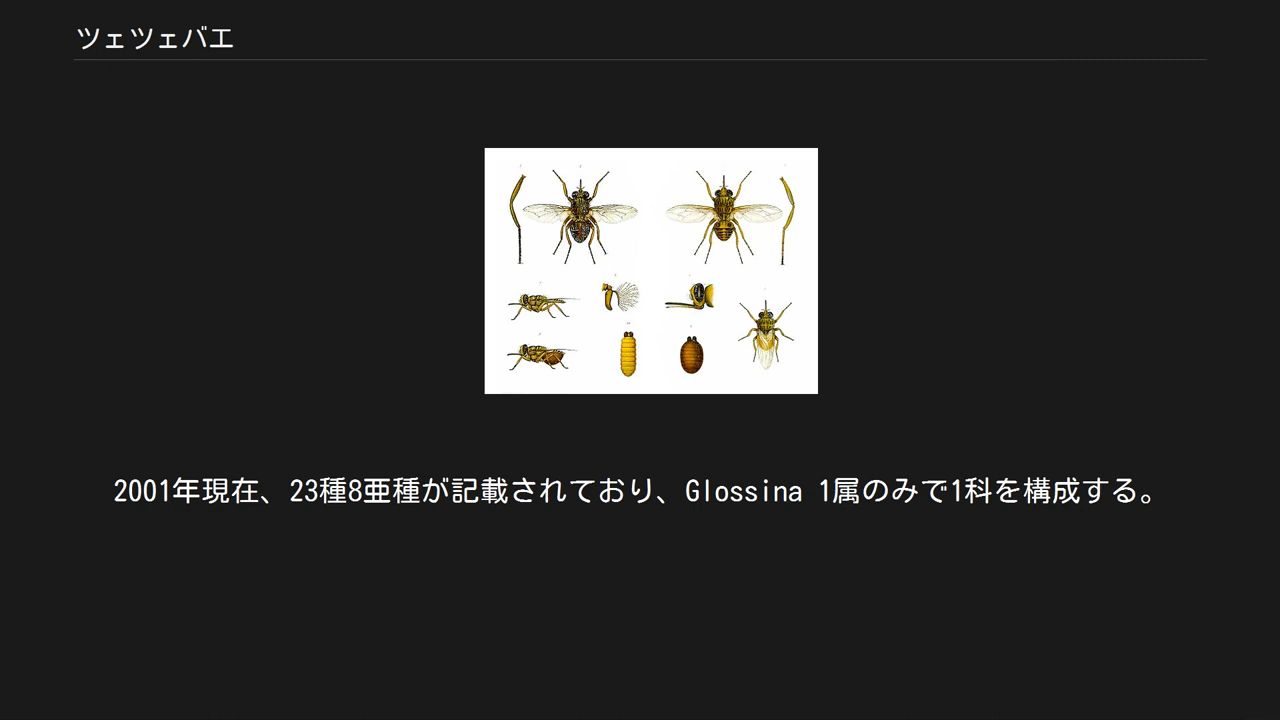 ツェツェバエ
2001年現在、23種8亜種が記載されており、Glossina 1属のみで1科を構成する。